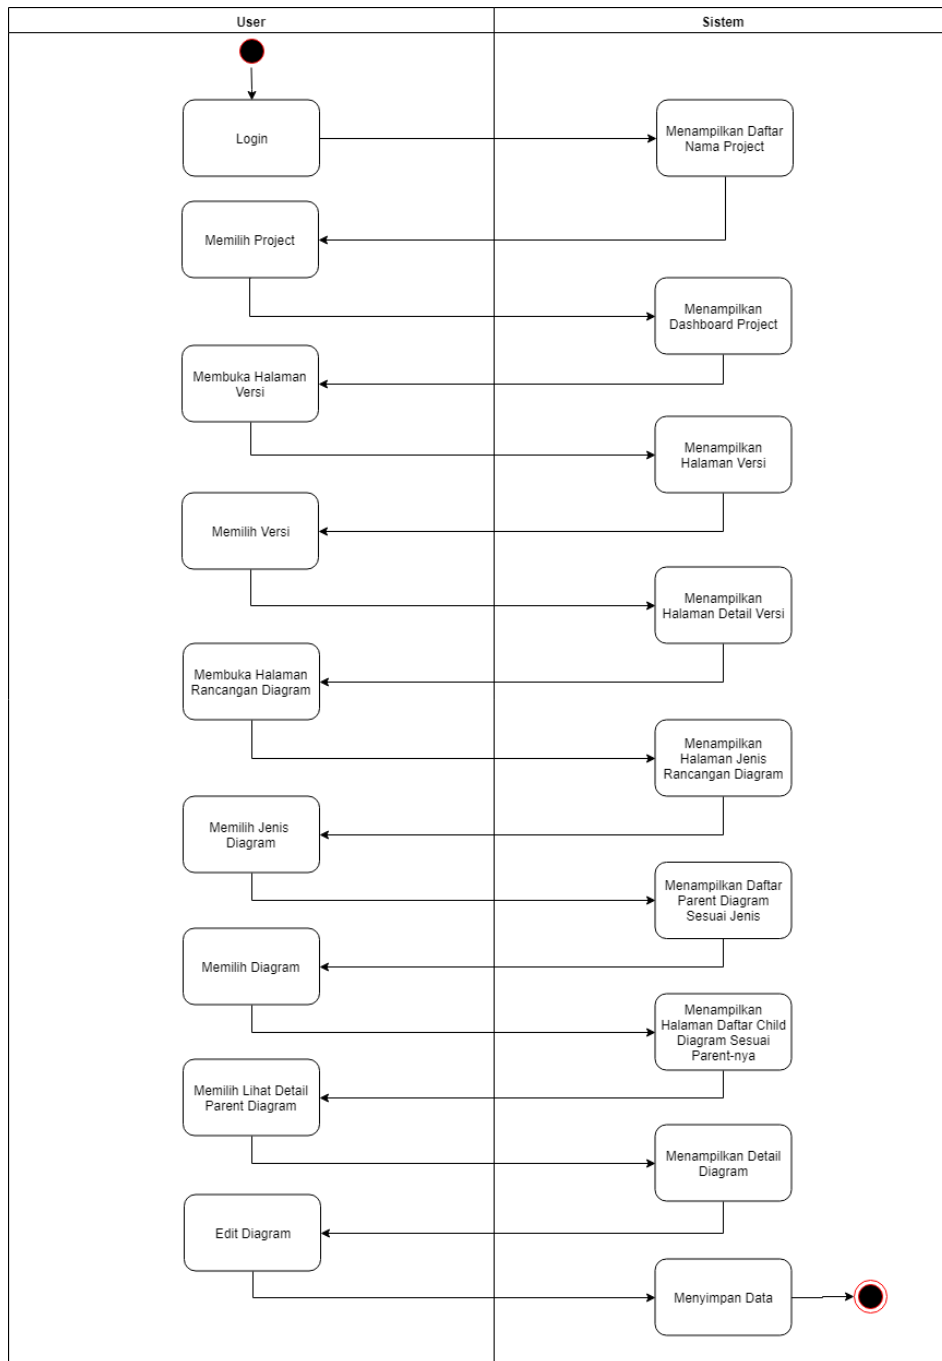 User
Sistem
Login
Menampilkan Daftar
Nama Project
Memilih Project
Menampilkan
Dashboard Project
Membuka Halaman
Versi
Menampilkan
Halaman Versi
Memilih Versi
Menampilkan
Halaman Detail Versi
Membuka Halaman
Rancangan Diagram
Menampilkan
Halaman Jenis
Rancangan Diagram
Memilih Jenis
Diagram
Menampilkan Daftar
Parent Diagram
Sesuai Jenis
Memilih Diagram
Menampilkan
Halaman Daftar Child
Diagram Sesuai
Parent-nya
Memilih Lihat Detail
Parent Diagram
Menampilkan Detail
Diagram
Edit Diagram
Menyimpan Data